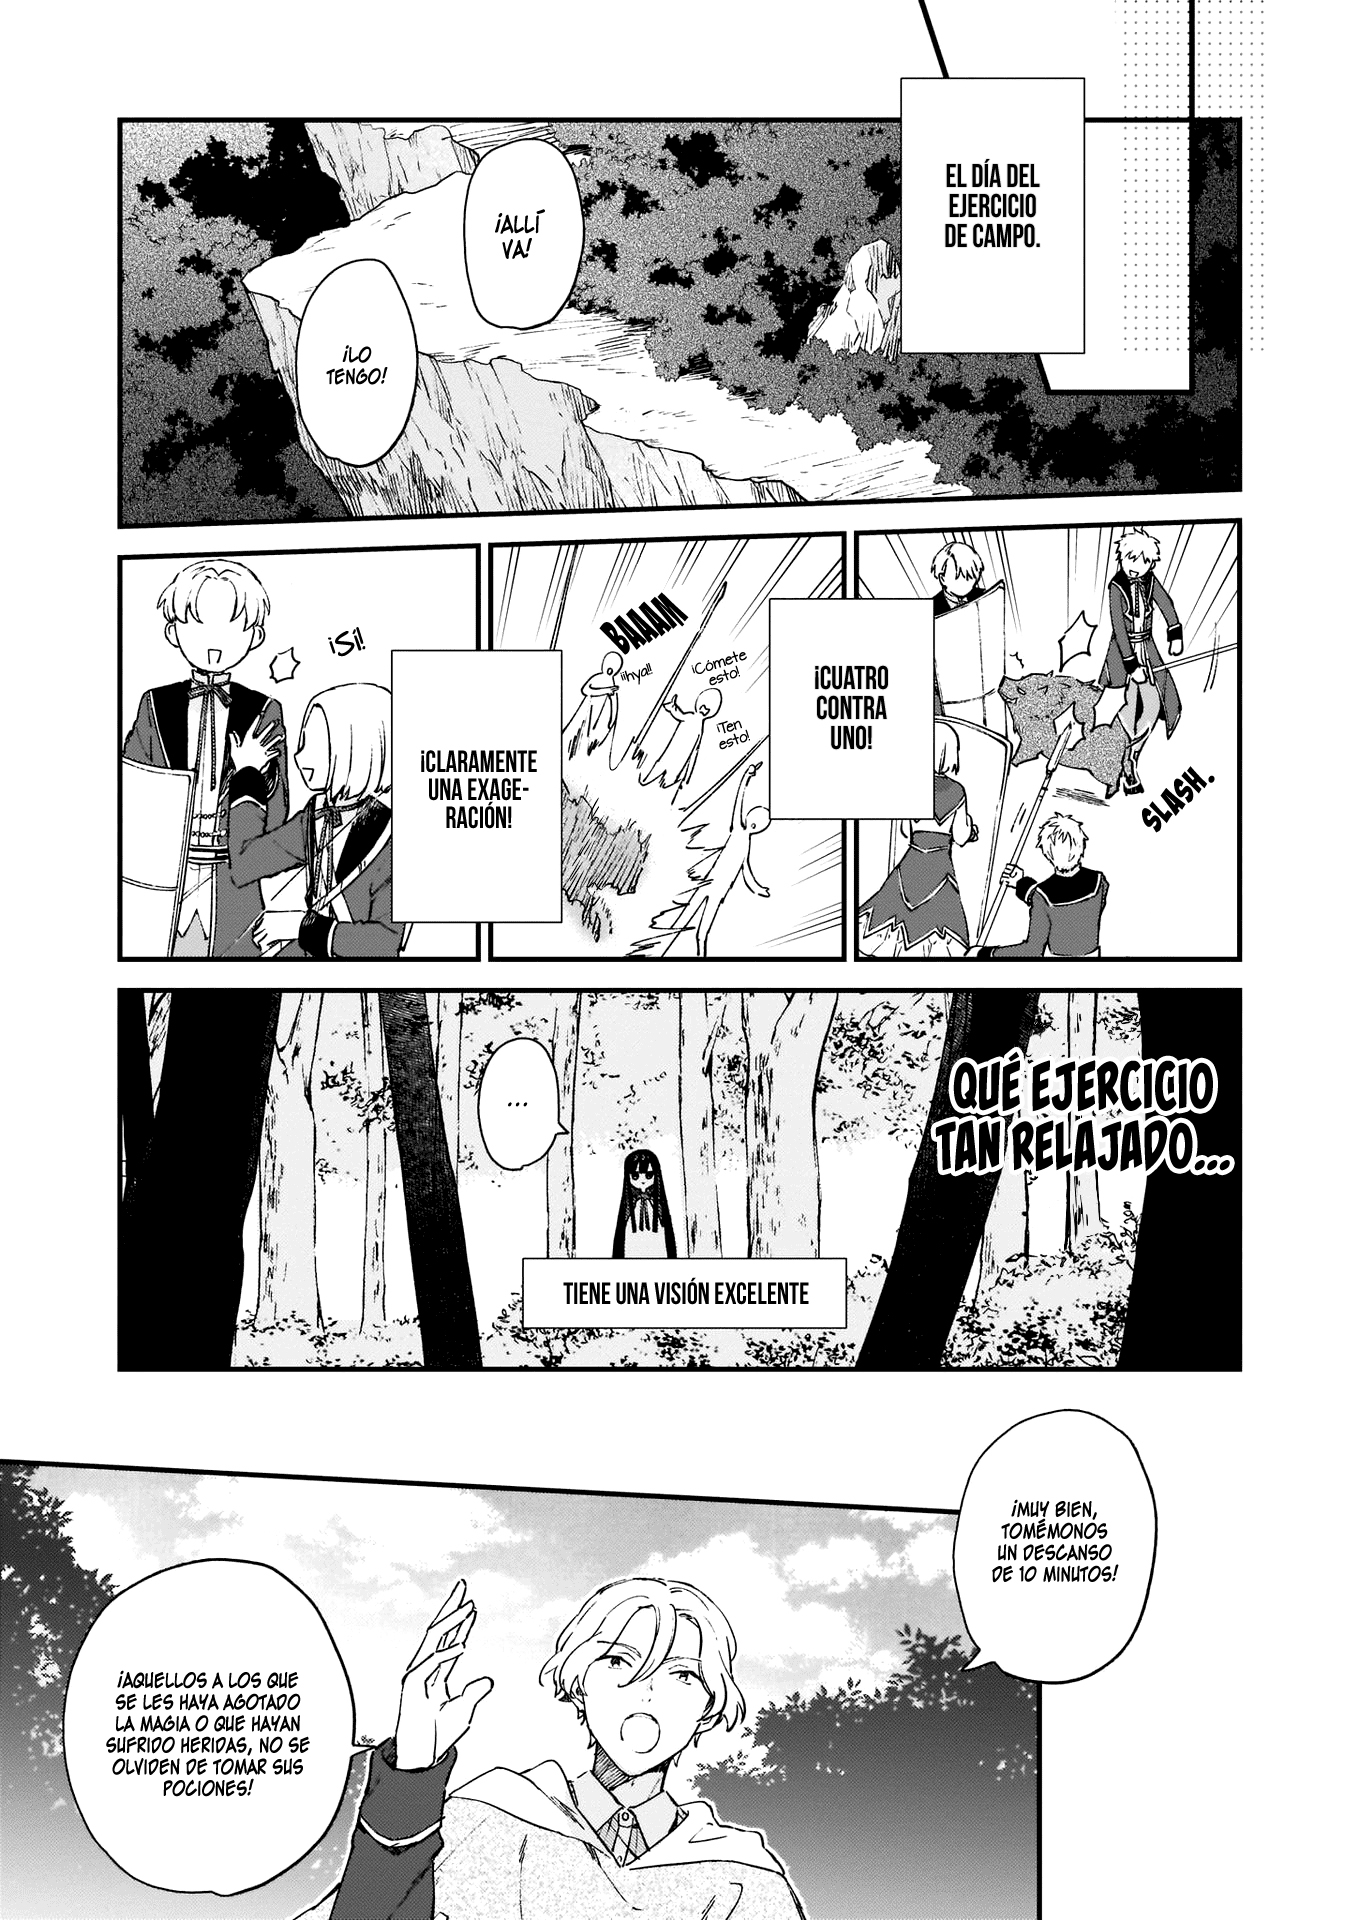 EL DÍA DEL
EJERCICIO
DE CAMPO.
¡ALLÍ
VA!
¡LO
TENGO!
¡CUATRO
CONTRA
UNO!
SLASH.
BAAAM
¡¡hya!!
¡Cómete
esto!
¡Ten
esto!
¡CLARAMENTE
UNA EXAGE-
RACIÓN!
¡SÍ!
QUÉ EJERCICIO
TAN RELAJADO...
...
TIENE UNA VISIÓN EXCELENTE
¡MUY BIEN,
TOMÉMONOS
UN DESCANSO
DE 10 MINUTOS!
¡AQUELLOS A LOS QUE
SE LES HAYA AGOTADO
LA MAGIA O QUE HAYAN
SUFRIDO HERIDAS, NO SE
OLVIDEN DE TOMAR SUS
POCIONES!